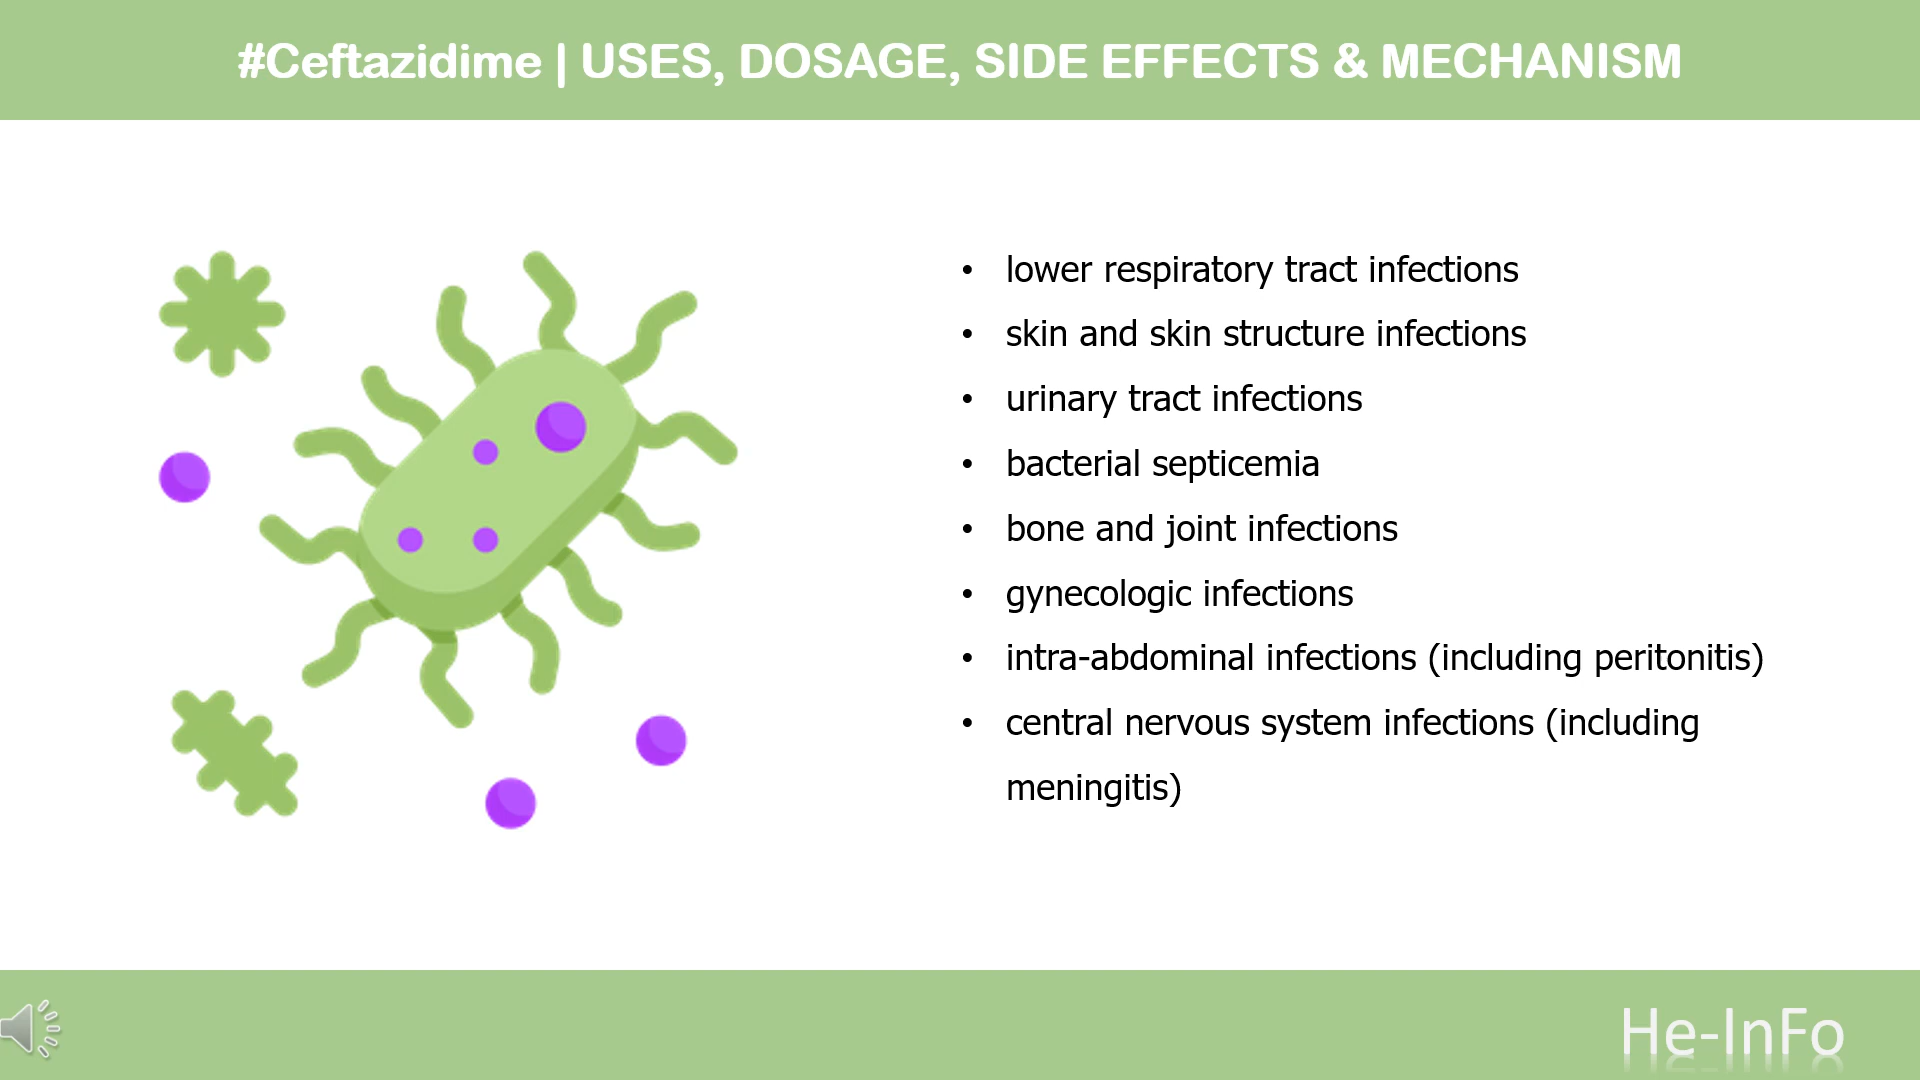 #Ceftazidime | USES, DOSAGE, SIDE EFFECTS & MECHANISM
• lower respiratory tract infections
• skin and skin structure infections
• urinary tract infections
• bacterial septicemia
• bone and joint infections
• gynecologic infections
• intra-abdominal infections (including peritonitis)
• central nervous system infections (including
meningitis)
He-InFo